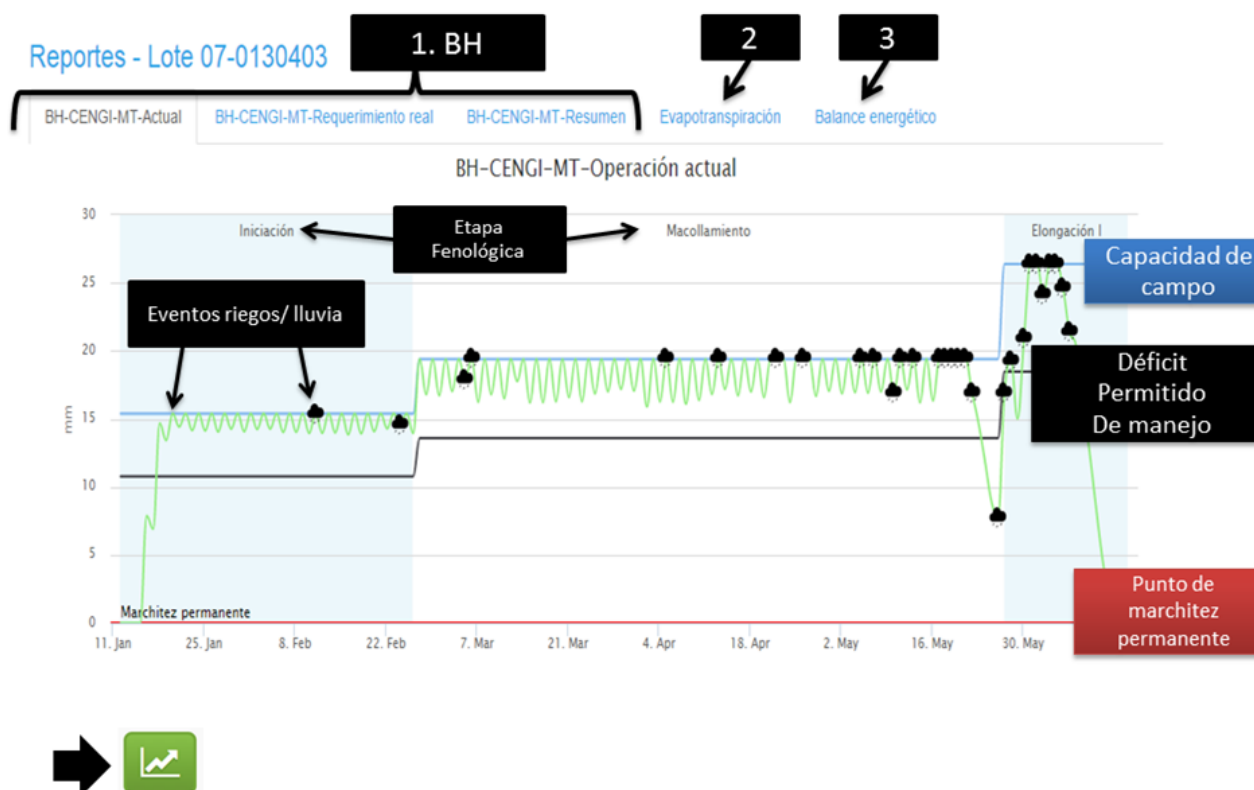 1. BH
2
3
Reportes - Lote 07-0130403
BH-CENGI-MT-Actual
BH-CENGI-MT-Requerimiento real
BH-CENGI-MT-Resumen
Evapotranspiración
Balance energético
BH-CENGI-MT-Operación actual
30
25
20
15
10
5
0
mm
Iniciación
Etapa
Fenológica
Macollamiento
Elongación I
Capacidad de
campo
Eventos riegos/ lluvia
Déficit
Permitido
De manejo
Marchitez permanente
Punto de
marchitez
permanente
11. Jan
25. Jan
8. Feb
22. Feb
7. Mar
21. Mar
4. Apr
18. Apr
2. May
16. May
30. May